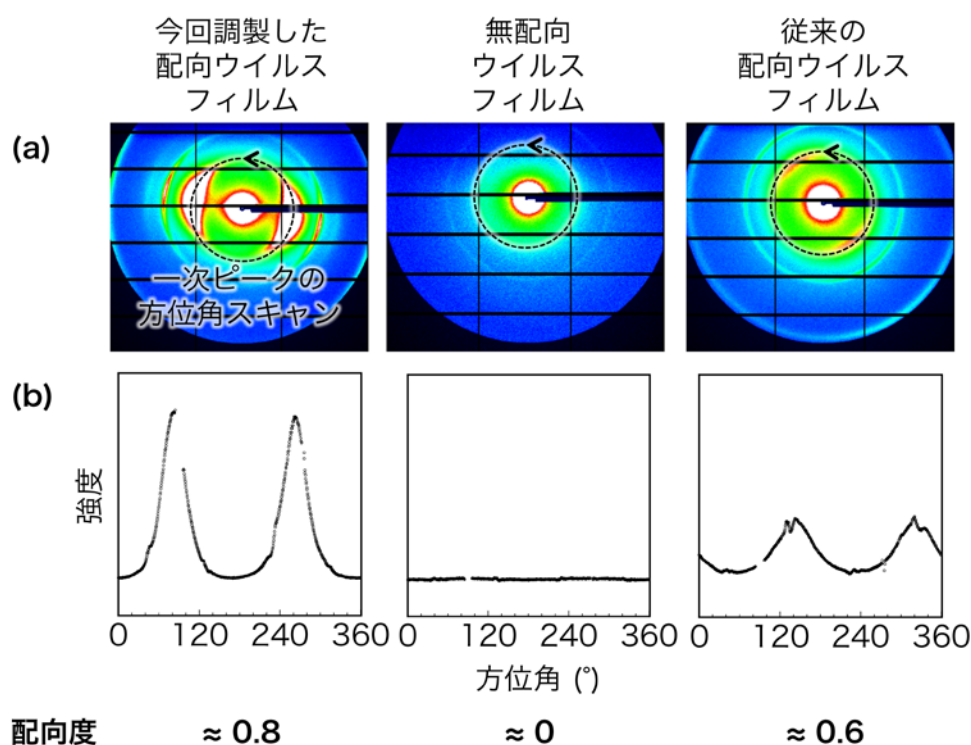 今回調製した
配向ウイルス
フィルム
無配向
ウイルス
フィルム
従来の
配向ウイルス
フィルム
(a)
一次ピークの
方位角スキャン
(b)
強度
0 120 240 360 0 120 240 360 0 120 240 360
方位角 (°)
配向度 ≈ 0.8 ≈ 0 ≈ 0.6